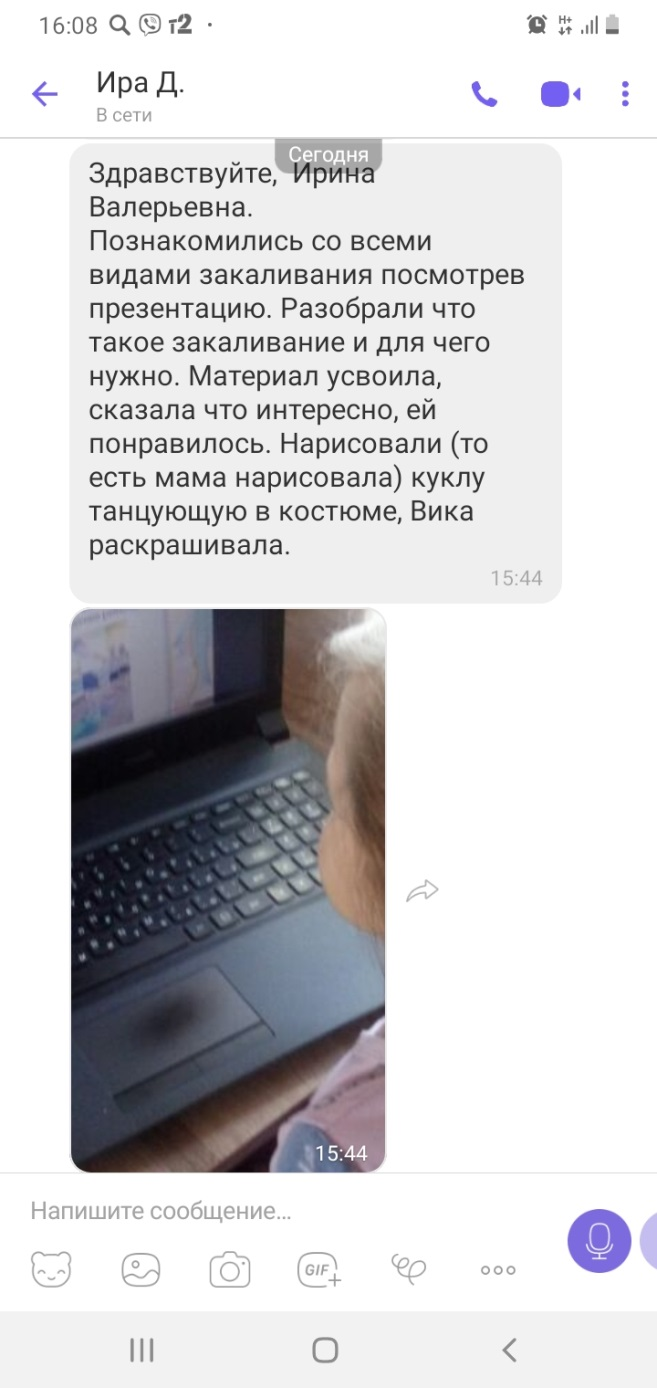 16:08
т2
H+
Ира Д.
В сети
Сегодня
Здравствуйте, Ирина
Валерьевна.
Познакомились со всеми
видами закаливания посмотрев
презентацию. Разобрали что
такое закаливание и для чего
нужно. Материал усвоила,
сказала что интересно, ей
понравилось. Нарисовали (то
есть мама нарисовала) куклу
танцующую в костюме, Вика
раскрашивала.
15:44
15:44
Напишите сообщение...
GIF